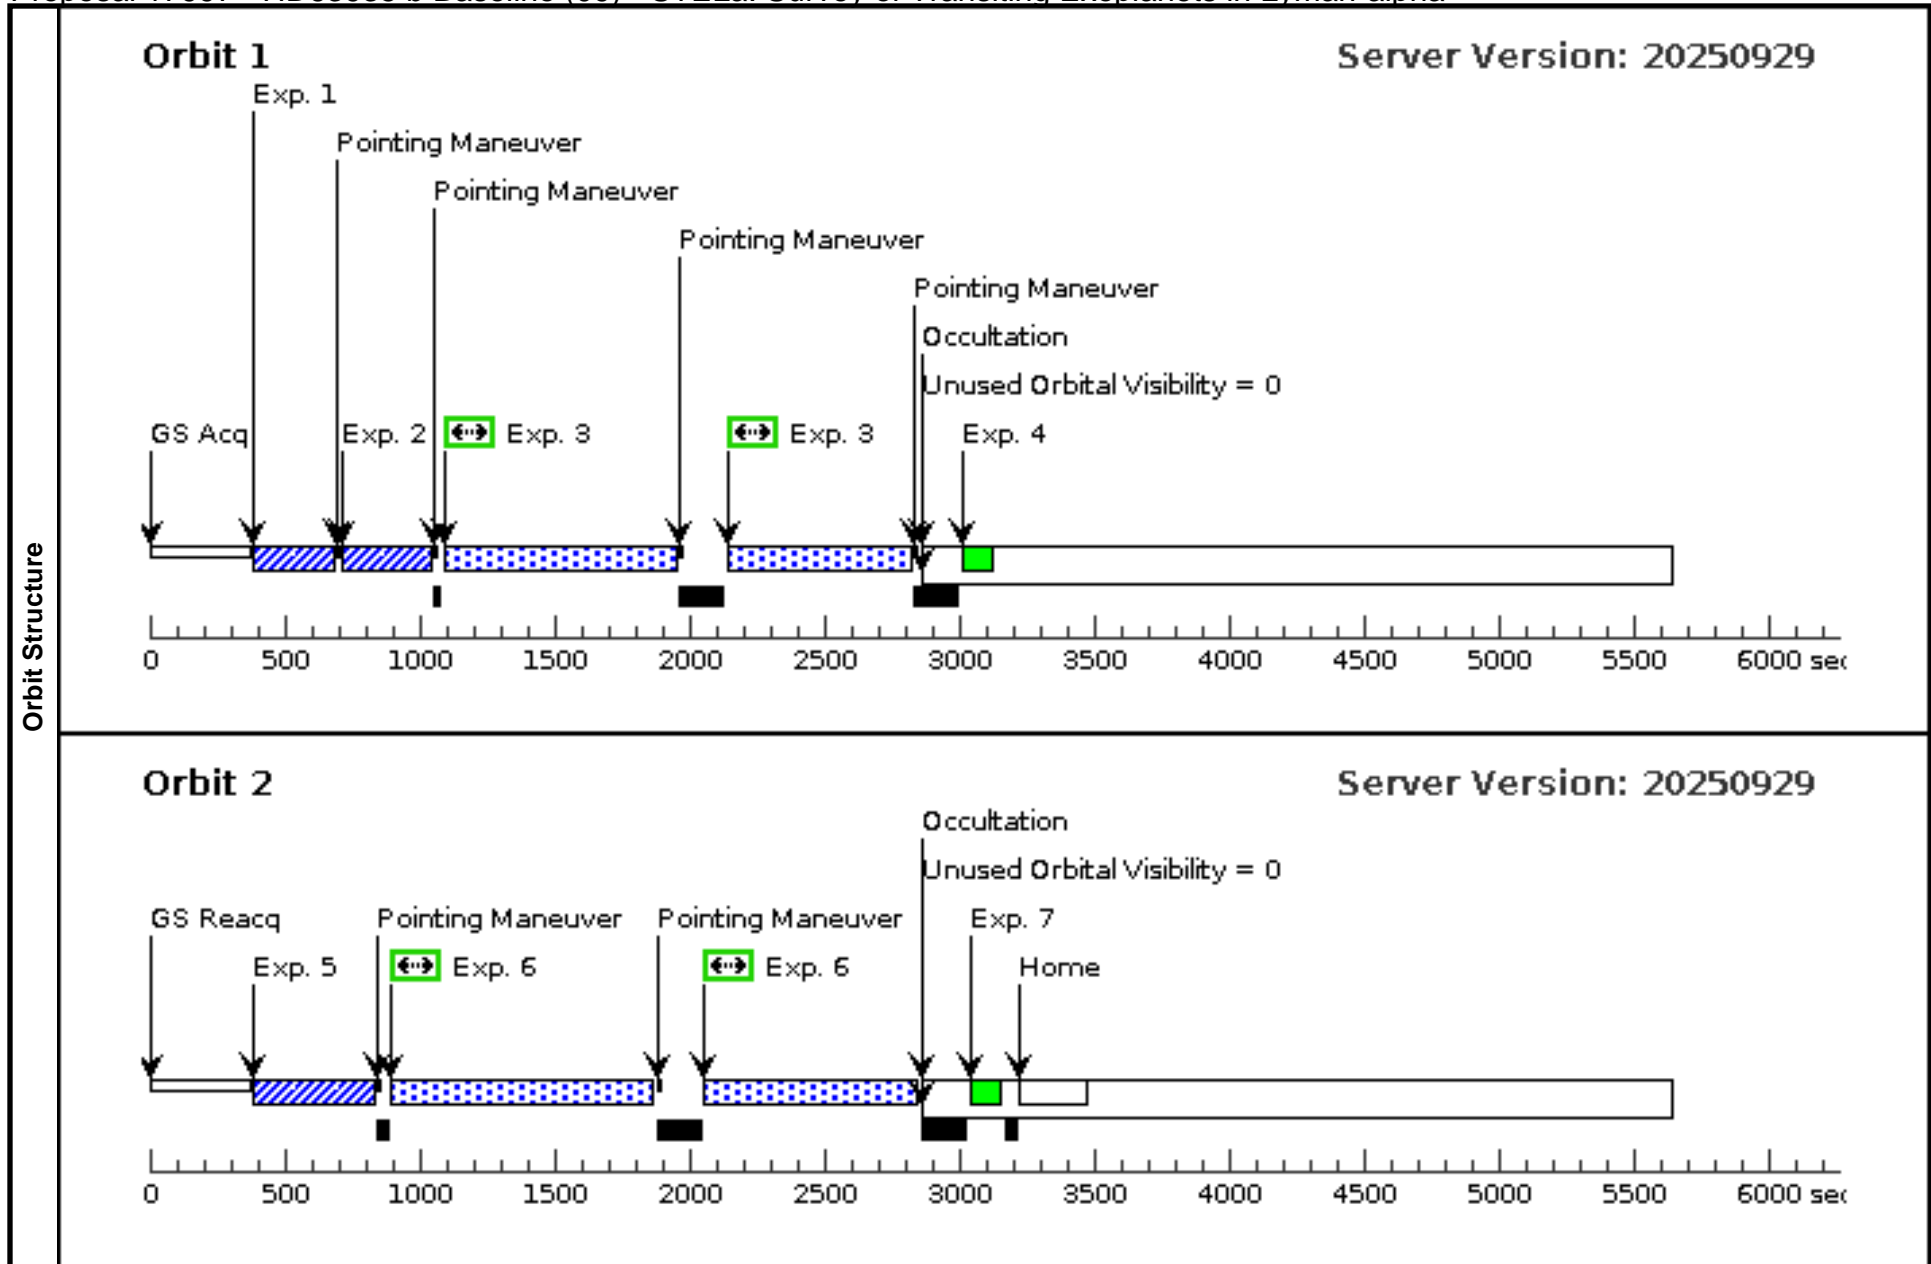 Orbit Structure
Orbit 1
Server Version: 20250929
Exp. 1
Pointing Maneuver
Pointing Maneuver
Pointing Maneuver
Pointing Maneuver
Occultation
Unused Orbital Visibility = 0
GS Acq
Exp. 2
Exp. 3
Exp. 3
Exp. 4
0 500 1000 1500 2000 2500 3000 3500 4000 4500 5000 5500 6000
Orbit 2
Server Version: 20250929
Occultation
Unused Orbital Visibility = 0
GS Reacq
Pointing Maneuver
Pointing Maneuver
Exp. 7
Exp. 5
Exp. 6
Exp. 6
Home
0 500 1000 1500 2000 2500 3000 3500 4000 4500 5000 5500 6000